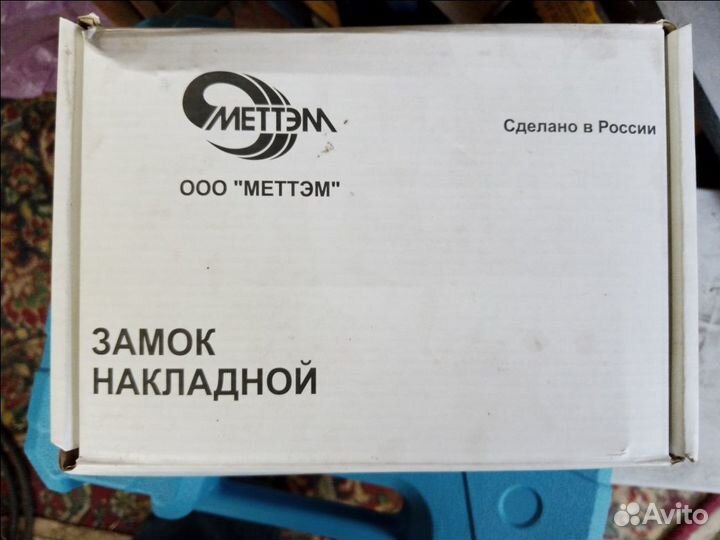 МЕТТЭМ
Сделано в России
ООО "МЕТТЭМ"
ЗАМОК
НАКЛАДНОЙ
Avito